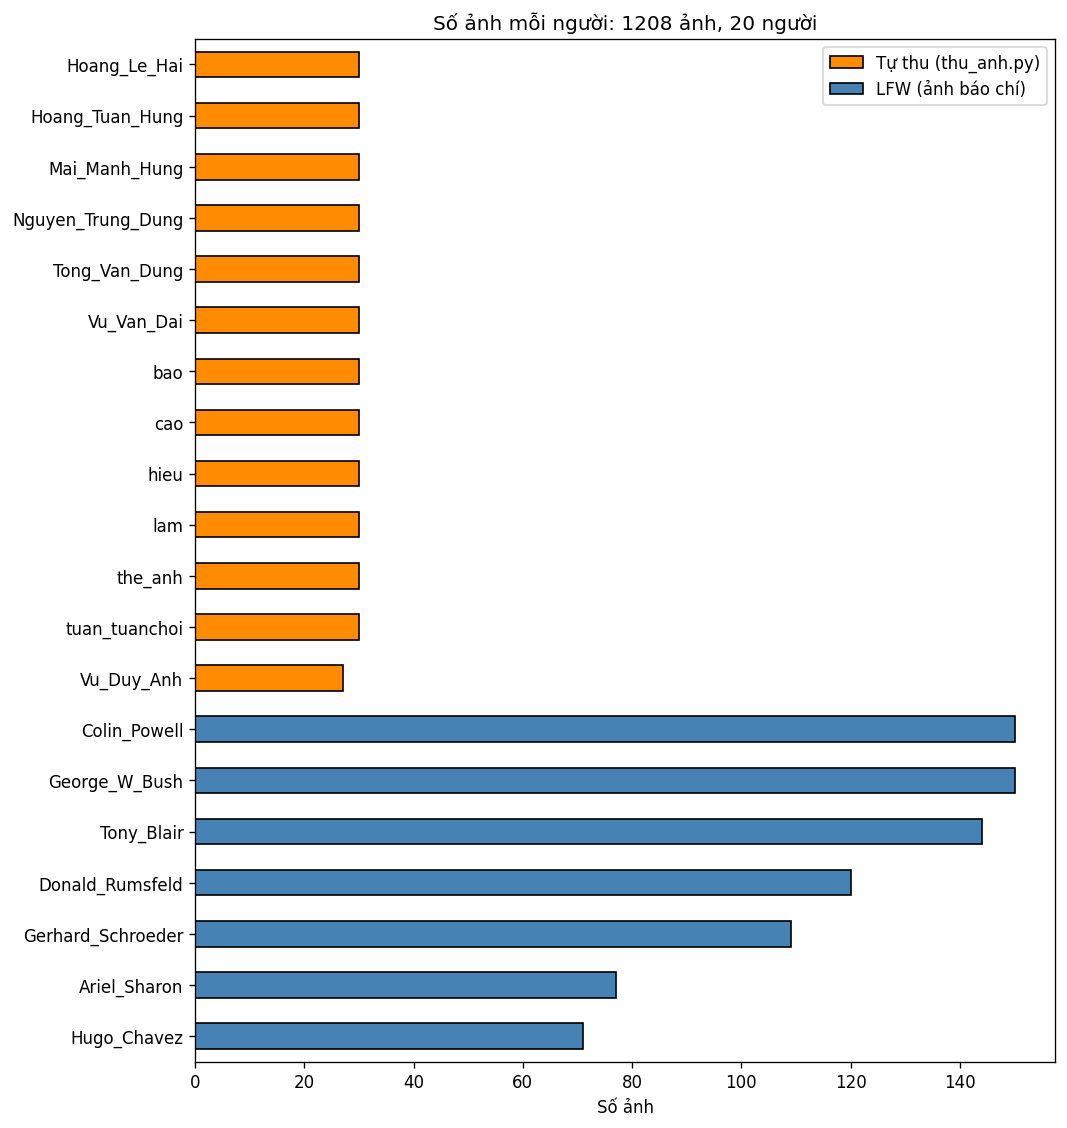 Số ảnh mỗi người: 1208 ảnh, 20 người
Tự thu (thu_anh.py)
LFW (ảnh báo chí)
Hoang_Le_Hai
Hoang_Tuan_Hung
Mai_Manh_Hung
Nguyen_Trung_Dung
Tong_Van_Dung
Vu_Van_Dai
bao
cao
hieu
lam
the_anh
tuan_tuanchoi
Vu_Duy_Anh
Colin_Powell
George_W_Bush
Tony_Blair
Donald_Rumsfeld
Gerhard_Schroeder
Ariel_Sharon
Hugo_Chavez
0 20 40 60 80 100 120 140
Số ảnh